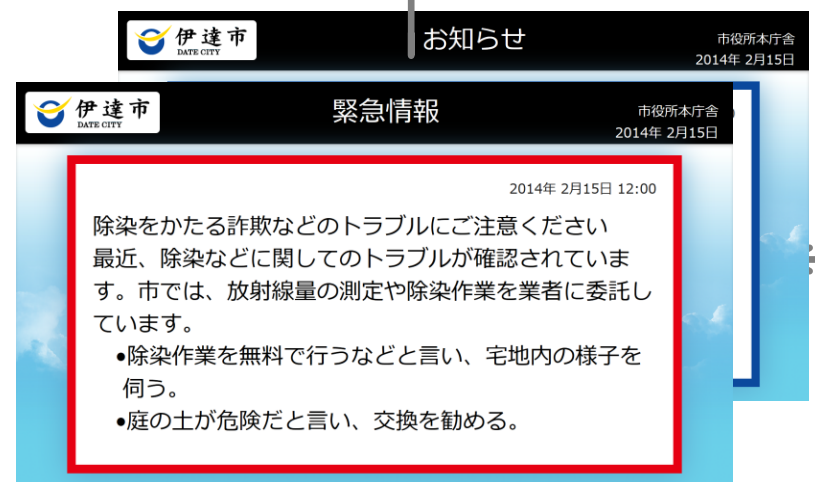 伊達市
DATE CITY
お知らせ
市役所本庁舎
2014年 2月15日
伊達市
DATE CITY
緊急情報
市役所本庁舎
2014年 2月15日
2014年 2月15日 12:00
除染をかたる詐欺などのトラブルにご注意ください
最近、除染などに関してのトラブルが確認されていま
す。市では、放射線量の測定や除染作業を業者に委託し
ています。
●除染作業を無料で行うなどと言い、宅地内の様子を
伺う。
●庭の土が危険だと言い、交換を勧める。